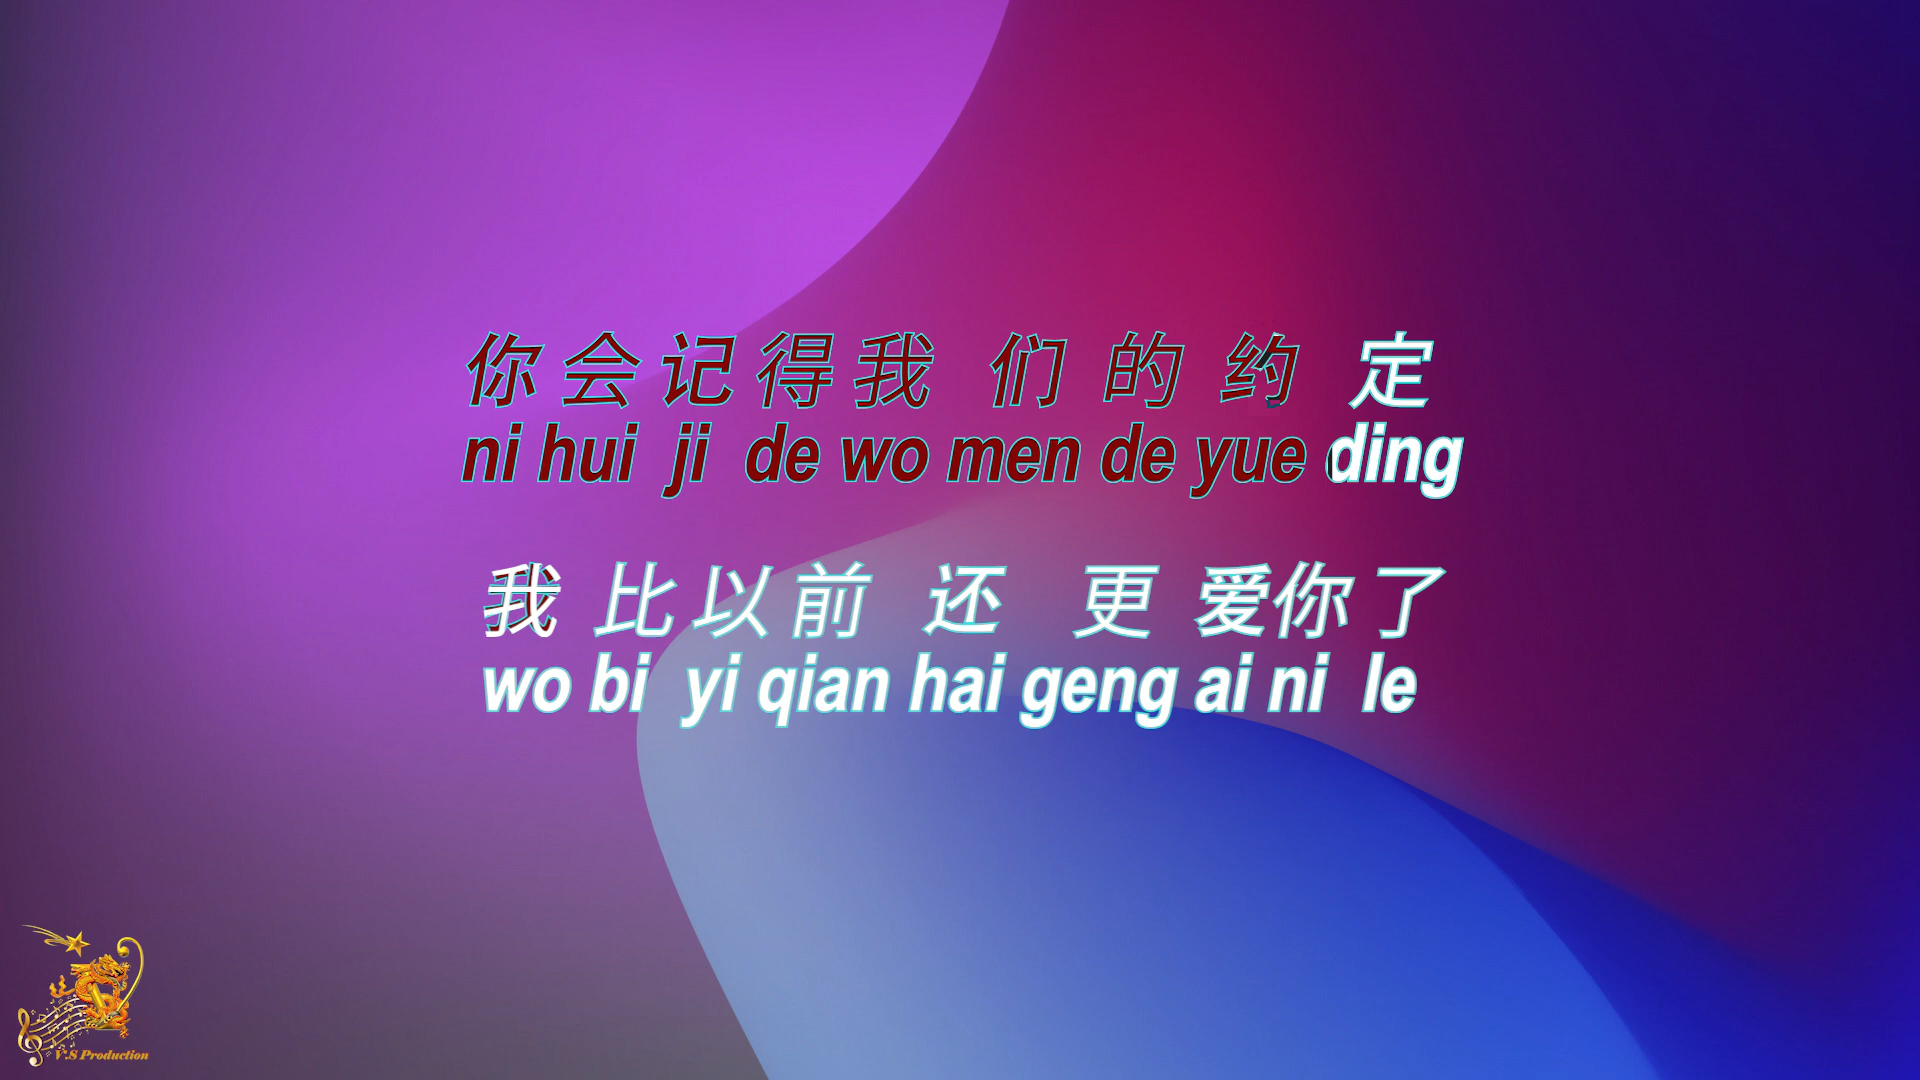 你会记得我们的约定
ni hui ji de wo men de yue ding
我比以前还更爱你了
wo bi yi qian hai geng ai ni le
V.S Production